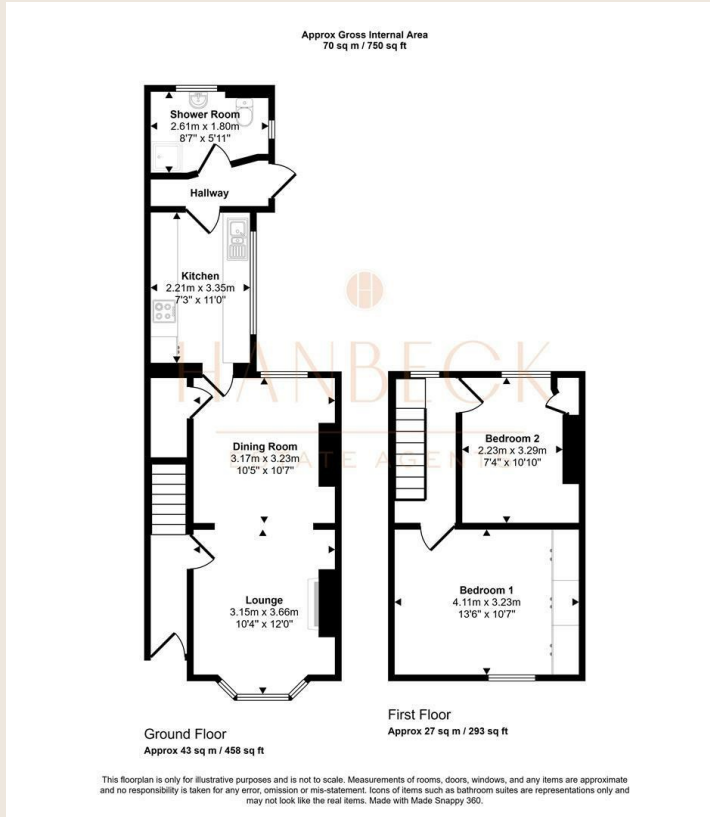 Approx Gross Internal Area
70 sq m / 750 sq ft
Shower Room
2.61m x 1.80m
8'7" x 5'11"
Hallway
Kitchen
2.21m x 3.35m
7'3" x 11'0"
HANBECK
ESTATE AGENTS
Dining Room
3.17m x 3.23m
10'5" x 10'7"
Bedroom 2
2.23m x 3.29m
7'4" x 10'10"
Lounge
3.15m x 3.66m
10'4" x 12'0"
Bedroom 1
4.11m x 3.23m
13'6" x 10'7"
Ground Floor
Approx 43 sq m / 458 sq ft
First Floor
Approx 27 sq m / 293 sq ft
This floorplan is only for illustrative purposes and is not to scale. Measurements of rooms, doors, windows, and any items are approximate
and no responsibility is taken for any error, omission or mis-statement. Icons of items such as bathroom suites are representations only and
may not look like the real items. Made with Made Snappy 360.